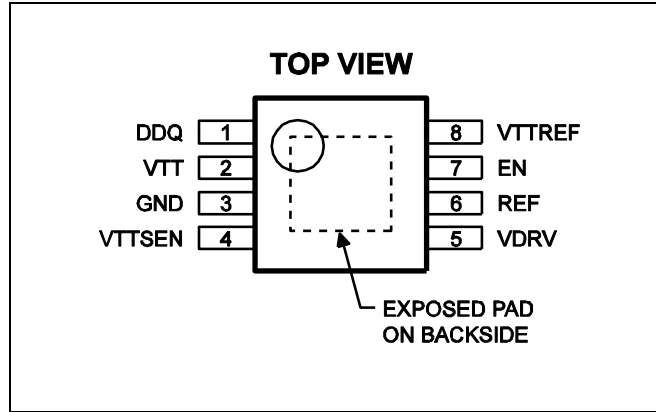 TOP VIEW
DDQ 1
VTT 2
GND 3
VTTSEN 4
8 VTTREF
7 EN
6 REF
5 VDRV
EXPOSED PAD
ON BACKSIDE